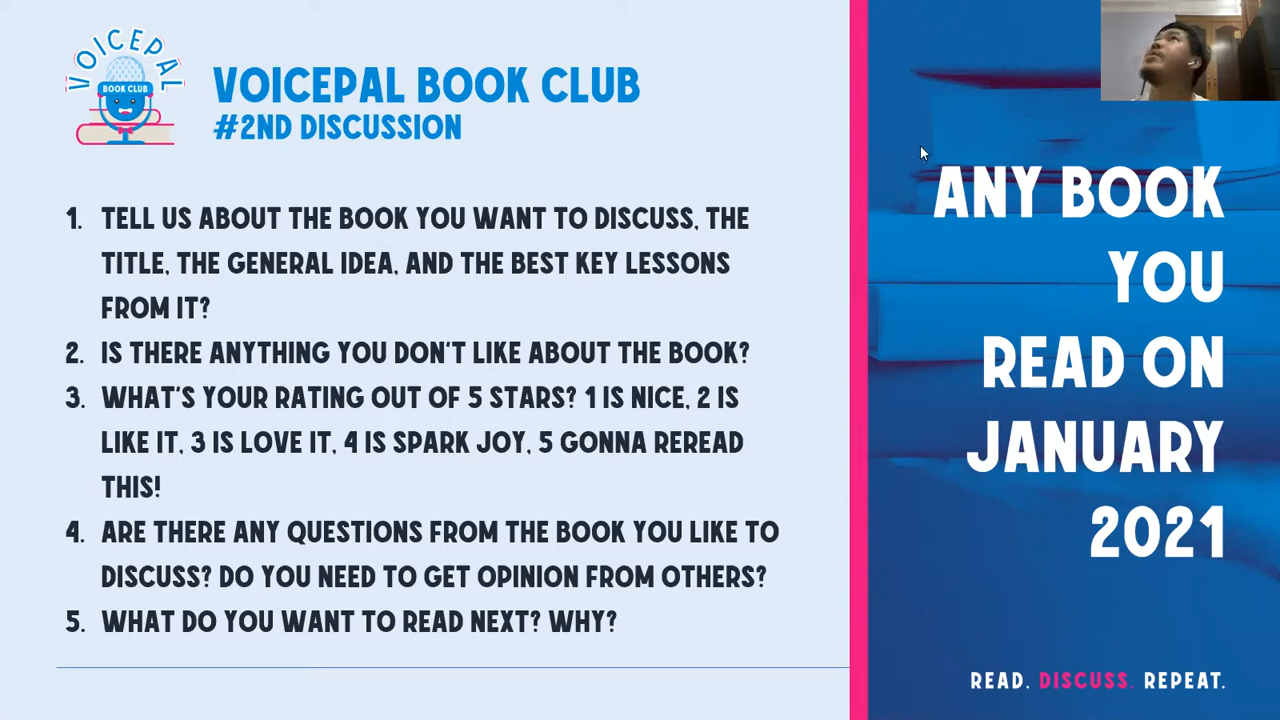 VOICEPAL
BOOK CLUB
VOICEPAL BOOK CLUB
#2ND DISCUSSION
1. TELL US ABOUT THE BOOK YOU WANT TO DISCUSS, THE
TITLE, THE GENERAL IDEA, AND THE BEST KEY LESSONS
FROM IT?
2. IS THERE ANYTHING YOU DON'T LIKE ABOUT THE BOOK?
3. WHAT'S YOUR RATING OUT OF 5 STARS? 1 IS NICE, 2 IS
LIKE IT, 3 IS LOVE IT, 4 IS SPARK JOY, 5 GONNA REREAD
THIS!
4. ARE THERE ANY QUESTIONS FROM THE BOOK YOU LIKE TO
DISCUSS? DO YOU NEED TO GET OPINION FROM OTHERS?
5. WHAT DO YOU WANT TO READ NEXT? WHY?
ANY BOOK
YOU
READ ON
JANUARY
2021
READ. DISCUSS. REPEAT.